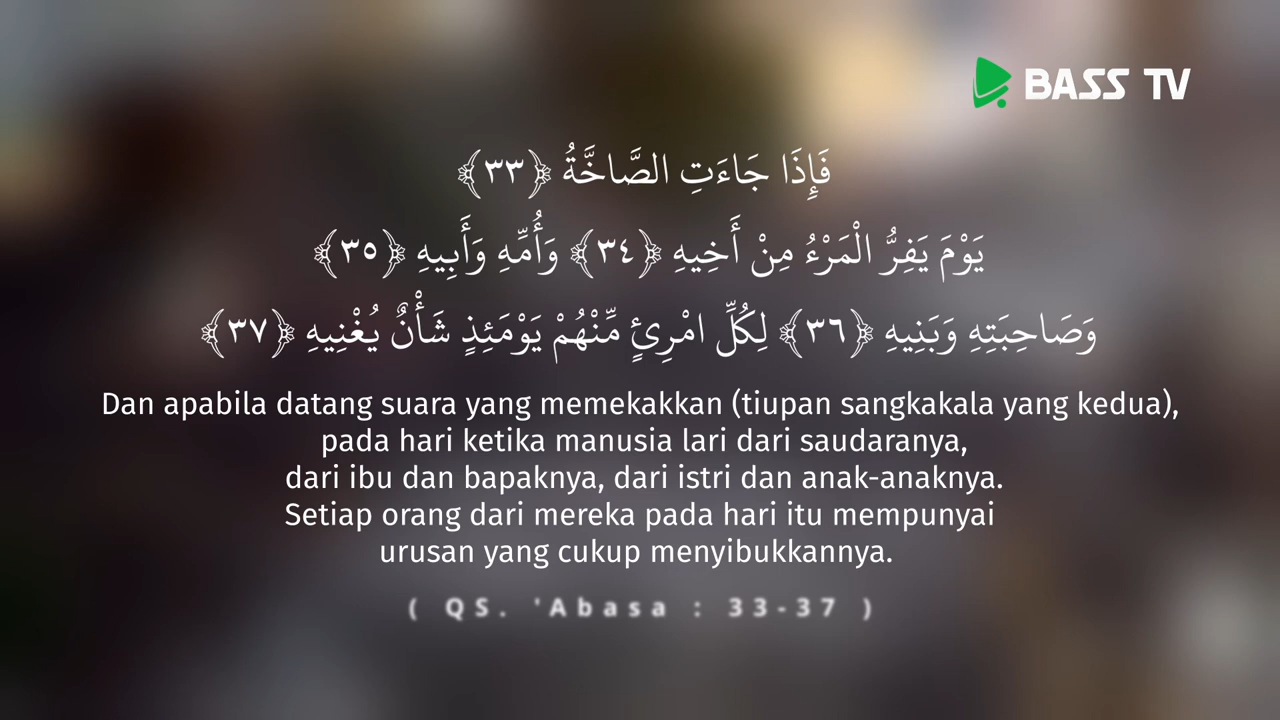 BASS TV
فَإِذَا جَاءَتِ الصَّاخَّةُ ﴿٣٣﴾
يَوْمَ يَفِرُّ الْمَرْءُ مِنْ أَخِيهِ ﴿٣٤﴾ وَأُمِّهِ وَأَبِيهِ ﴿٣٥﴾
وَصَاحِبَتِهِ وَبَنِيهِ ﴿٣٦﴾ لِكُلِّ امْرِئٍ مِّنْهُمْ يَوْمَئِذٍ شَأْنٌ يُغْنِيهِ ﴿٣٧﴾
Dan apabila datang suara yang memekakkan (tiupan sangkakala yang kedua),
pada hari ketika manusia lari dari saudaranya,
dari ibu dan bapaknya, dari istri dan anak-anaknya.
Setiap orang dari mereka pada hari itu mempunyai
urusan yang cukup menyibukkannya.
( QS. 'Abasa : 33-37 )